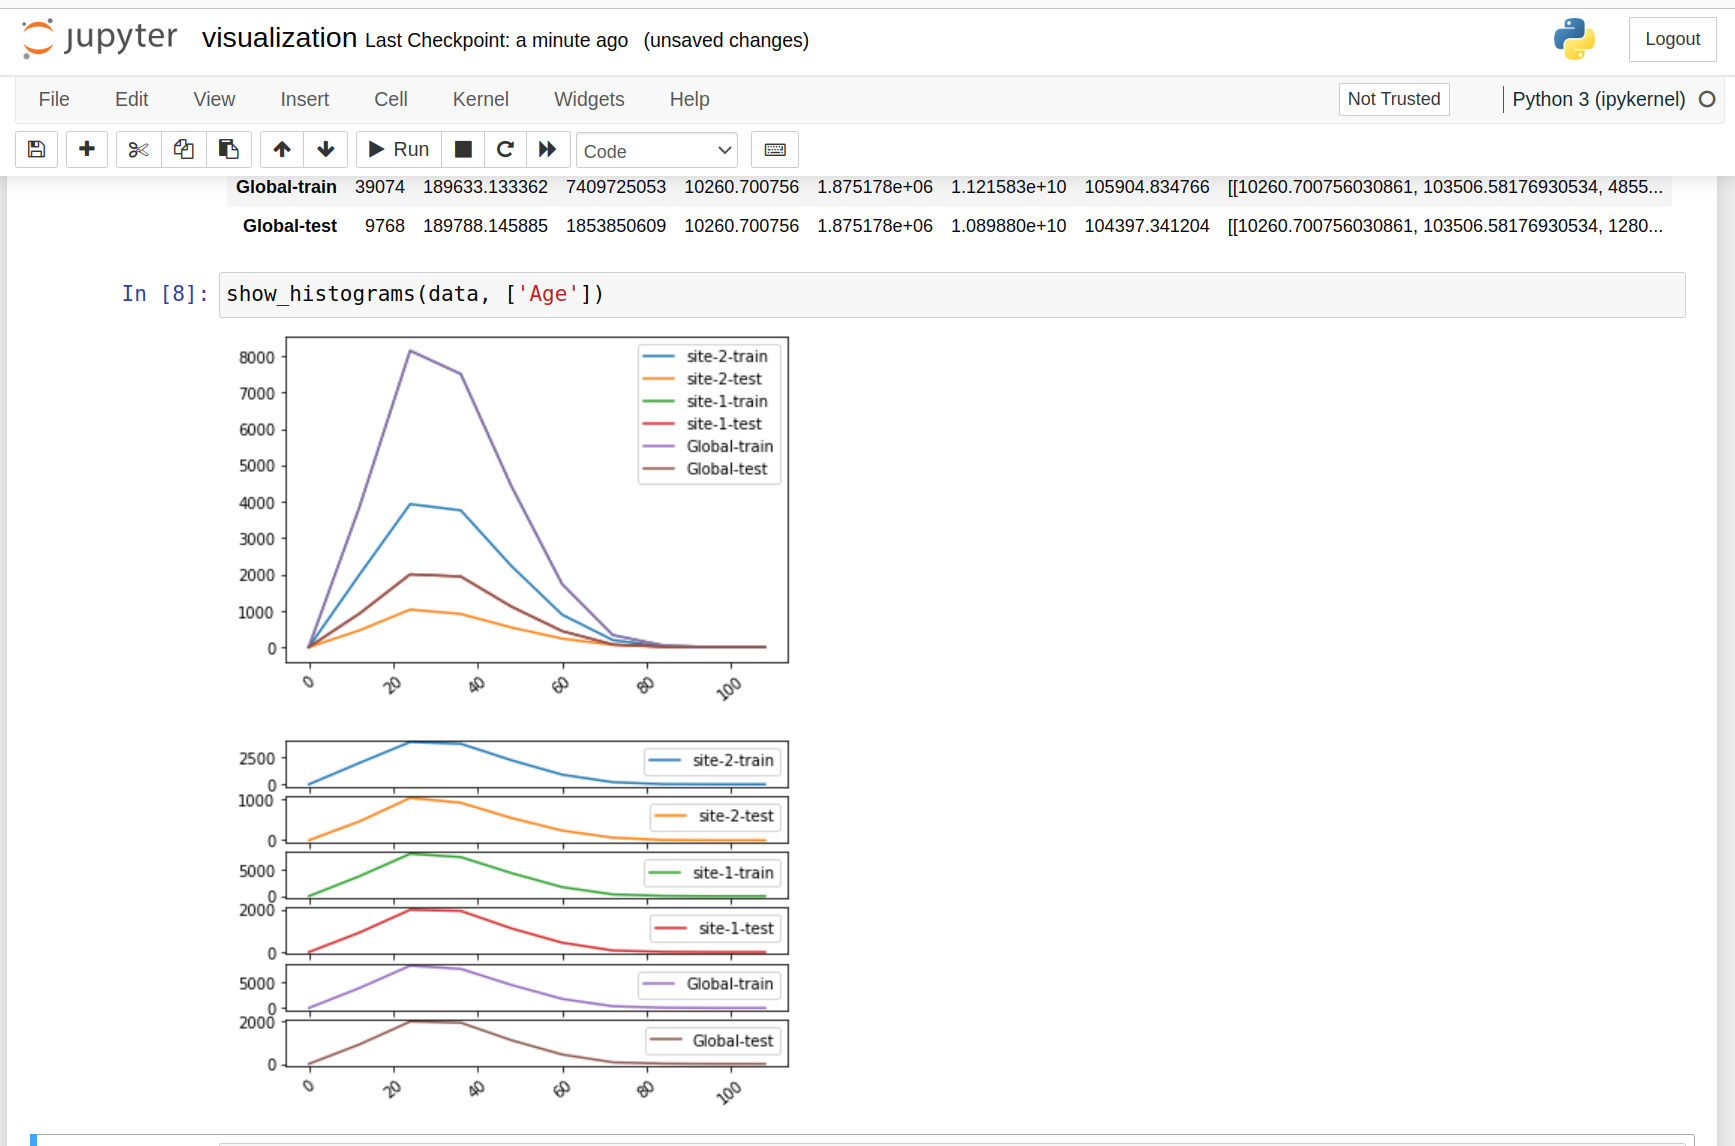 jupyter visualization Last Checkpoint: a minute ago (unsaved changes) Logout
File Edit View Insert Cell Kernel Widgets Help Not Trusted Python 3 (ipykernel)
Run Code
Global-train 39074 189633.133362 7409725053 10260.700756 1.875178e+06 1.121583e+10 105904.834766 [[10260.700756030861, 103506.58176930534, 4855...
Global-test 9768 189788.145885 1853850609 10260.700756 1.875178e+06 1.089880e+10 104397.341204 [[10260.700756030861, 103506.58176930534, 1280...
In [8]: show_histograms(data, ['Age'])
8000
7000
6000
5000
4000
3000
2000
1000
0
site-2-train
site-2-test
site-1-train
site-1-test
Global-train
Global-test
0 20 40 60 80 100
2500
0
site-2-train
1000
0
site-2-test
5000
0
site-1-train
2000
0
site-1-test
5000
0
Global-train
2000
0
Global-test
0 20 40 60 80 100